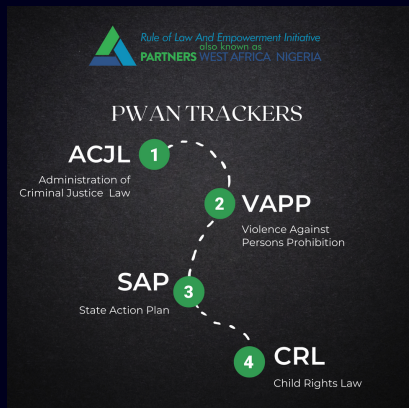 Rule of Law And Empowerment Initiative
also known as
PARTNERS WEST AFRICA NIGERIA
PWAN TRACKERS
ACJL 1
Administration of
Criminal Justice Law
2 VAPP
Violence Against
Persons Prohibition
SAP 3
State Action Plan
4 CRL
Child Rights Law